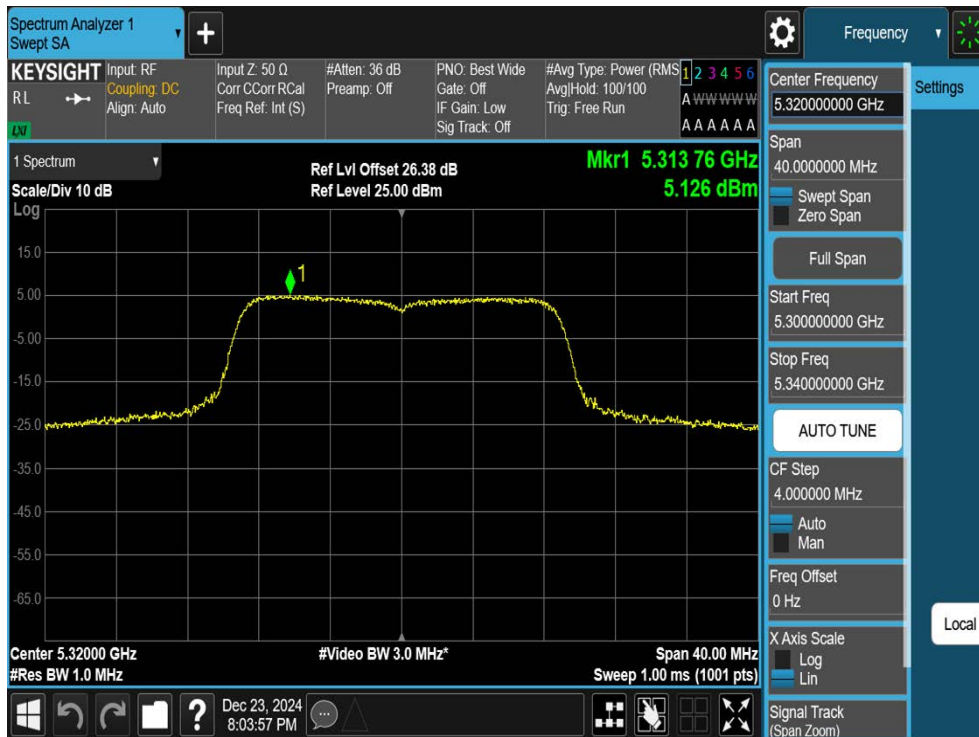 Spectrum Analyzer 1
Swept SA
+
Frequency
KEYSIGHT
RL
LXI
Input: RF
Coupling: DC
Align: Auto
Input Z: 50 Ω
Corr CCorr RCal
Freq Ref: Int (S)
#Atten: 36 dB
Preamp: Off
PNO: Best Wide
Gate: Off
IF Gain: Low
Sig Track: Off
#Avg Type: Power (RMS
Avg|Hold: 100/100
Trig: Free Run
1 2 3 4 5 6
A W W W W W
A A A A A A
1 Spectrum
Scale/Div 10 dB
Log
Ref Lvl Offset 26.38 dB
Ref Level 25.00 dBm
Mkr1 5.313 76 GHz
5.126 dBm
1
15.0
5.00
-5.00
-15.0
-25.0
-35.0
-45.0
-55.0
-65.0
Center 5.32000 GHz
#Res BW 1.0 MHz
#Video BW 3.0 MHz*
Span 40.00 MHz
Sweep 1.00 ms (1001 pts)
?
Dec 23, 2024
8:03:57 PM
Center Frequency
5.320000000 GHz
Span
40.0000000 MHz
Swept Span
Zero Span
Full Span
Start Freq
5.300000000 GHz
Stop Freq
5.340000000 GHz
AUTO TUNE
CF Step
4.000000 MHz
Auto
Man
Freq Offset
0 Hz
X Axis Scale
Log
Lin
Signal Track
(Span Zoom)
Settings
Local